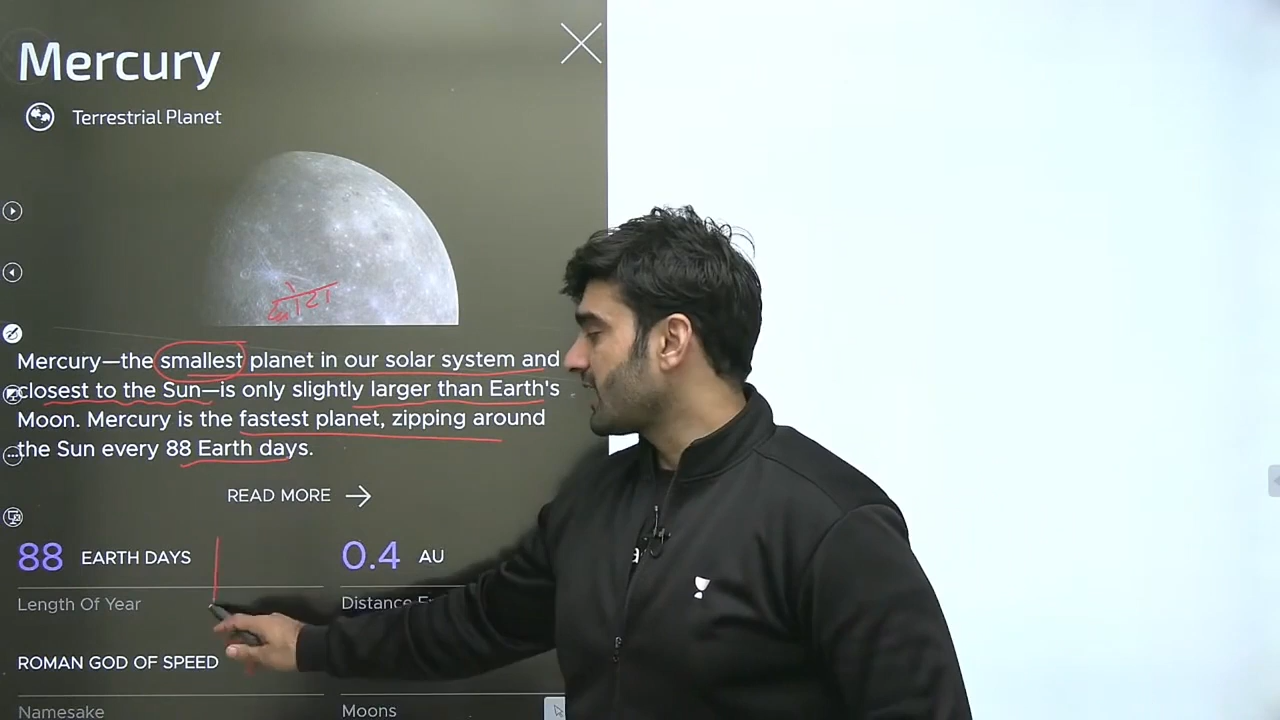 Mercury
Terrestrial Planet
छोटा
Mercury—the smallest planet in our solar system and
closest to the Sun—is only slightly larger than Earth's
Moon. Mercury is the fastest planet, zipping around
the Sun every 88 Earth days.
READ MORE
88 EARTH DAYS
0.4 AU
Length Of Year
Distance
ROMAN GOD OF SPEED
Namesake
Moons